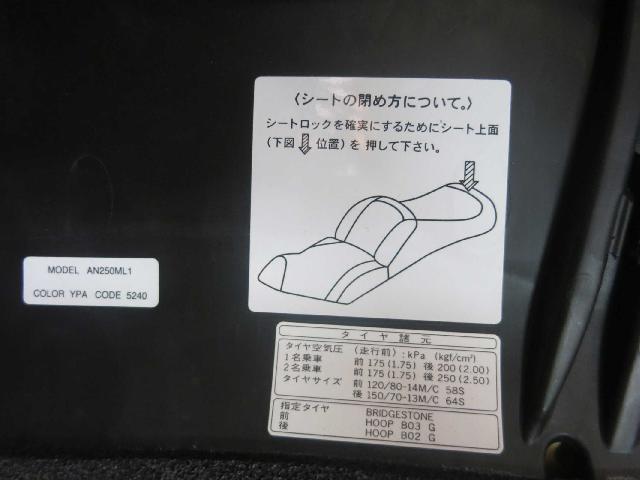 〈シートの閉め方について。〉
シートロックを確実にするためにシート上面
(下図 位置)を 押して下さい。
MODEL AN250ML1
COLOR YPA CODE 5240
タイヤ諸元
タイヤ空気圧 (走行前):kPa (kgf/cm²)
1名乗車 前 175 (1.75) 後 200 (2.00)
2名乗車 前 175 (1.75) 後 250 (2.50)
タイヤサイズ 前 120/80-14M/C 58S
後 150/70-13M/C 64S
指定タイヤ BRIDGESTONE
前 HOOP B03 G
後 HOOP B02 G